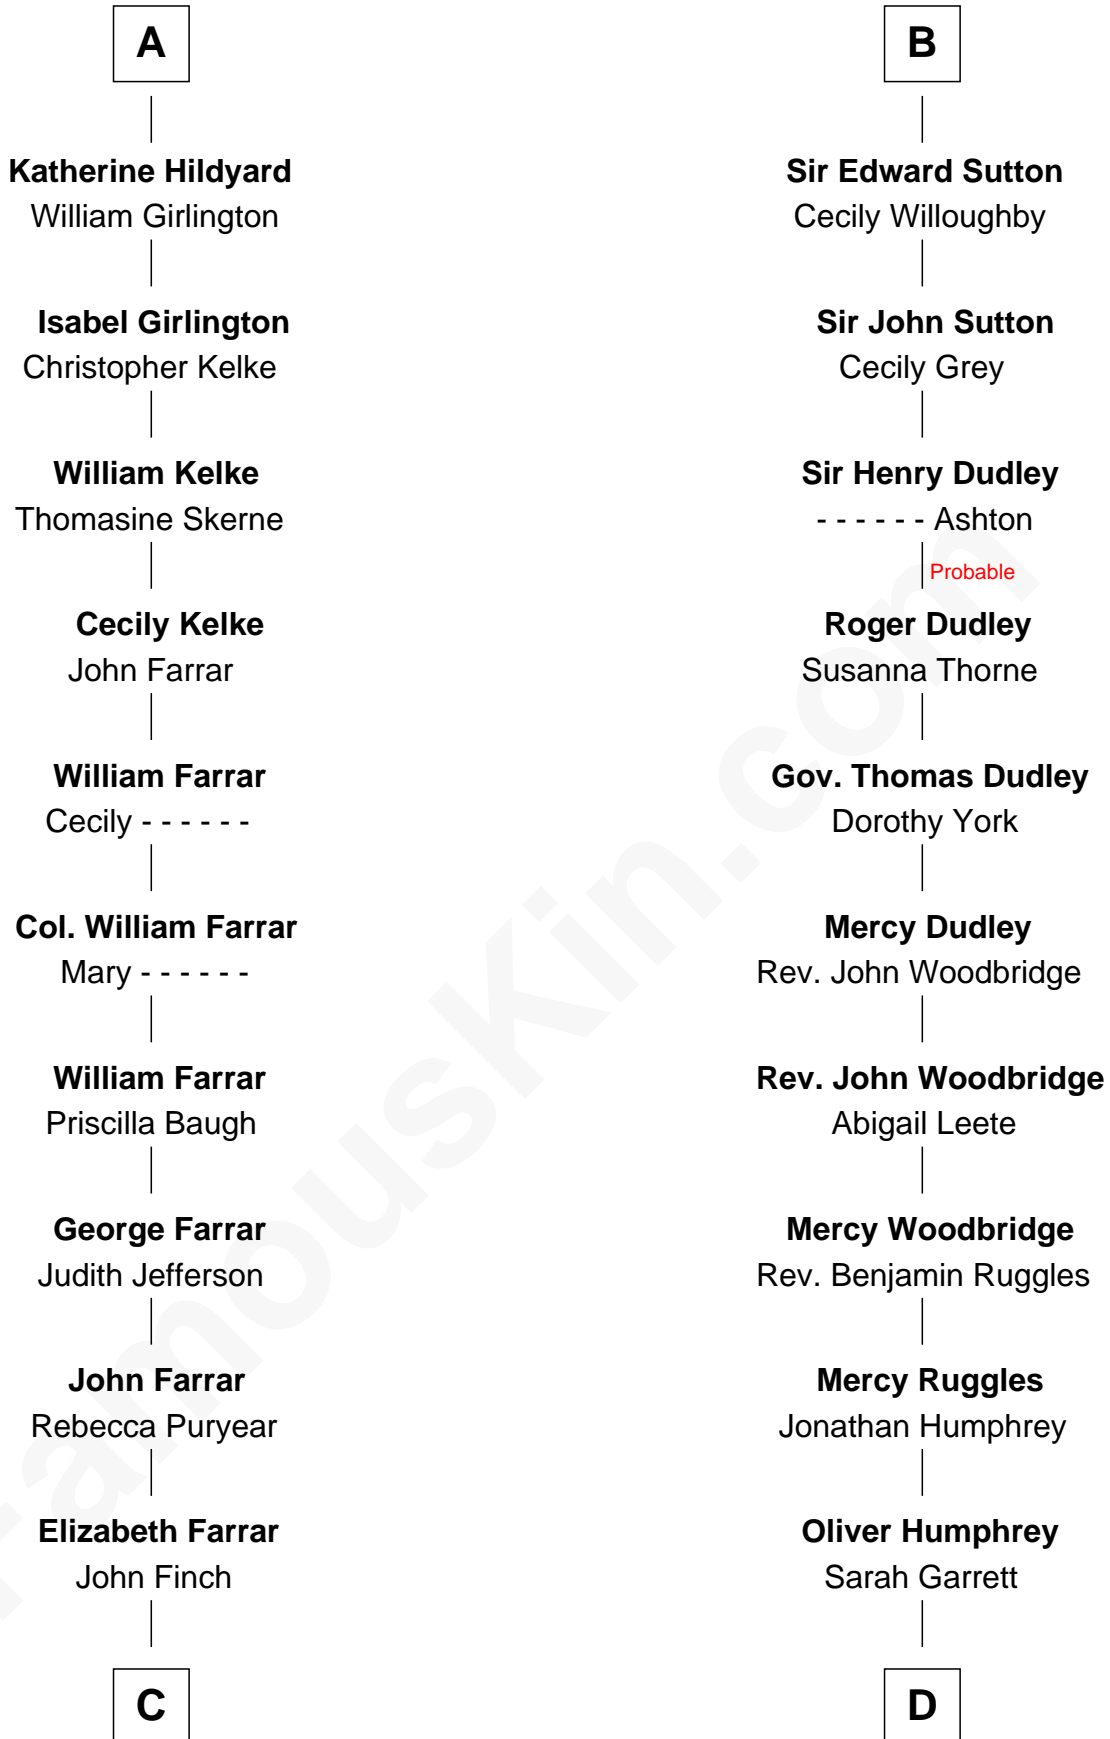 A
Katherine Hildyard
William Girlington
Isabel Girlington
Christopher Kelke
William Kelke
Thomasine Skerne
Cecily Kelke
John Farrar
William Farrar
Cecily - - - - - -
Col. William Farrar
Mary - - - - - -
William Farrar
Priscilla Baugh
George Farrar
Judith Jefferson
John Farrar
Rebecca Puryear
Elizabeth Farrar
John Finch
C
B
Sir Edward Sutton
Cecily Willoughby
Sir John Sutton
Cecily Grey
Sir Henry Dudley
- - - - - - Ashton
Probable
Roger Dudley
Susanna Thorne
Gov. Thomas Dudley
Dorothy York
Mercy Dudley
Rev. John Woodbridge
Rev. John Woodbridge
Abigail Leete
Mercy Woodbridge
Rev. Benjamin Ruggles
Mercy Ruggles
Jonathan Humphrey
Oliver Humphrey
Sarah Garrett
D
FamousKin.com